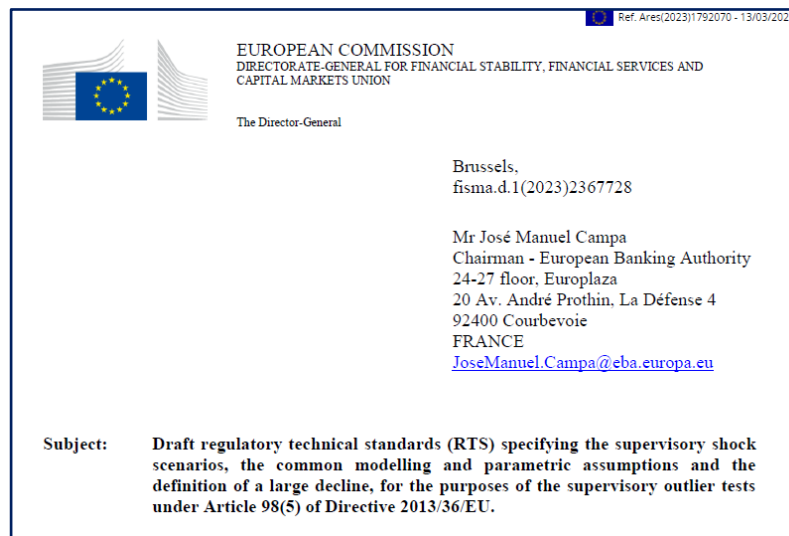 Ref. Ares(2023)1792070 - 13/03/202
EUROPEAN COMMISSION
DIRECTORATE-GENERAL FOR FINANCIAL STABILITY, FINANCIAL SERVICES AND
CAPITAL MARKETS UNION
The Director-General
Brussels,
fisma.d.1(2023)2367728
Mr José Manuel Campa
Chairman - European Banking Authority
24-27 floor, Europlaza
20 Av. André Prothin, La Défense 4
92400 Courbevoie
FRANCE
JoseManuel.Campa@eba.europa.eu
Subject: Draft regulatory technical standards (RTS) specifying the supervisory shock
scenarios, the common modelling and parametric assumptions and the
definition of a large decline, for the purposes of the supervisory outlier tests
under Article 98(5) of Directive 2013/36/EU.